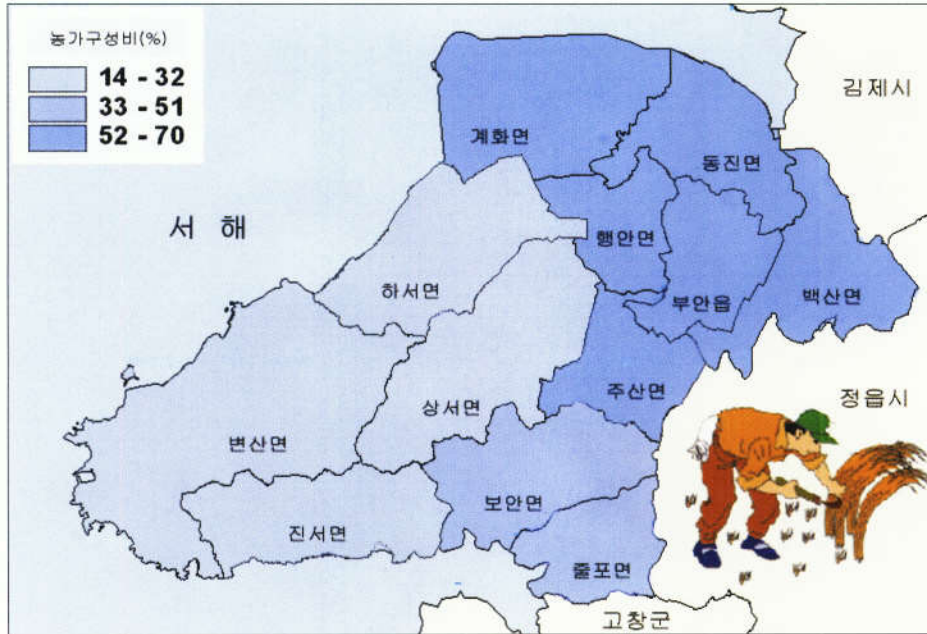 농가구성비(%)
14 - 32
33 - 51
52 - 70
김제시
계화면
동진면
서 해
행안면
하서면
부안읍
백산면
주산면
정읍시
상서면
변산면
보안면
진서면
줄포면
고창군